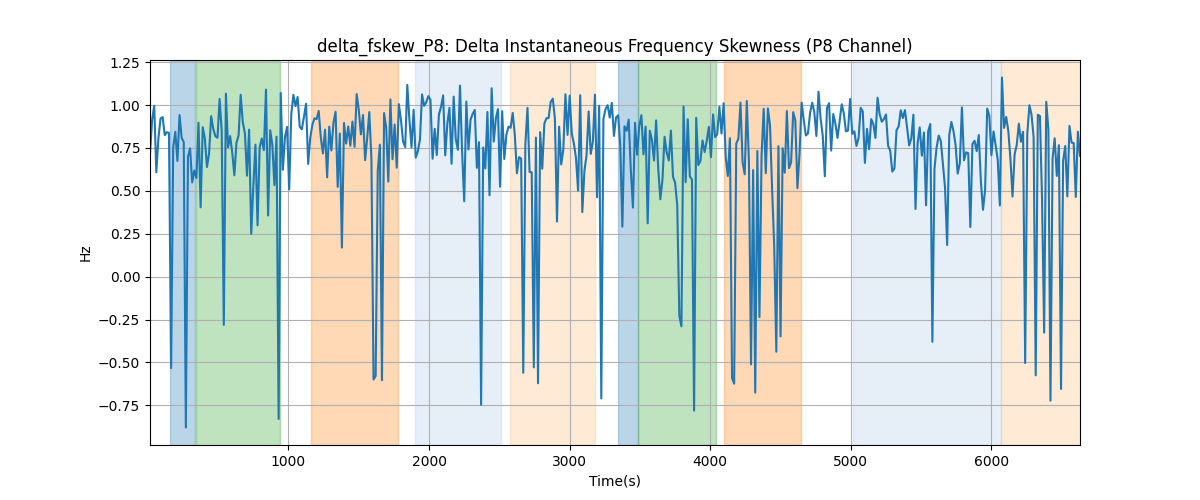 delta_fskew_P8: Delta Instantaneous Frequency Skewness (P8 Channel)
1.25
1.00
0.75
0.50
0.25
0.00
−0.25
−0.50
−0.75
Hz
1000 2000 3000 4000 5000 6000
Time(s)